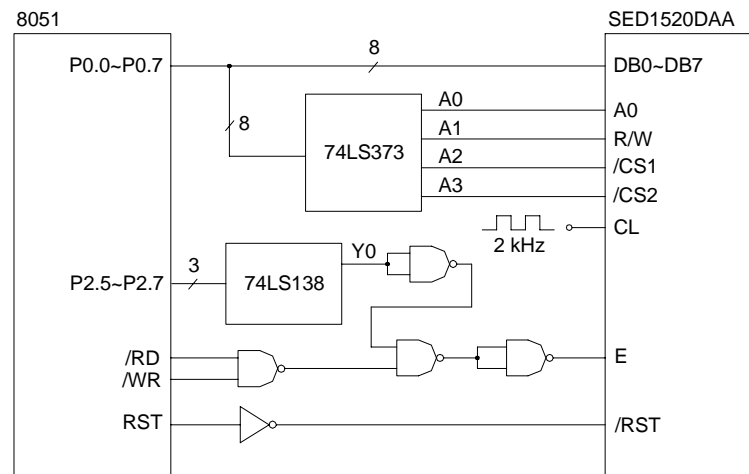 8051
SED1520DAA
P0.0~P0.7
8
DB0~DB7
8
74LS373
A0
A0
A1
R/W
A2
/CS1
A3
/CS2
2 kHz
CL
P2.5~P2.7
3
74LS138
Y0
/RD
/WR
E
RST
/RST